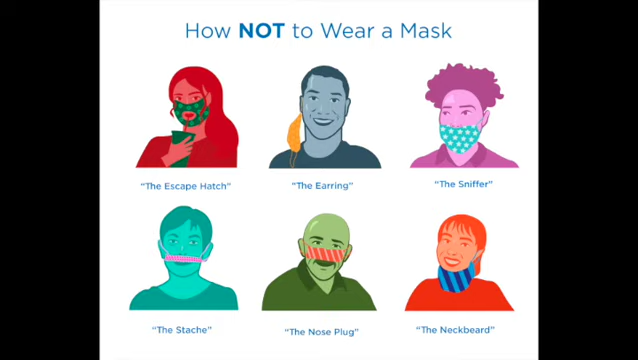 How NOT to Wear a Mask
"The Escape Hatch"
"The Earring"
"The Sniffer"
"The Stache"
"The Nose Plug"
"The Neckbeard"